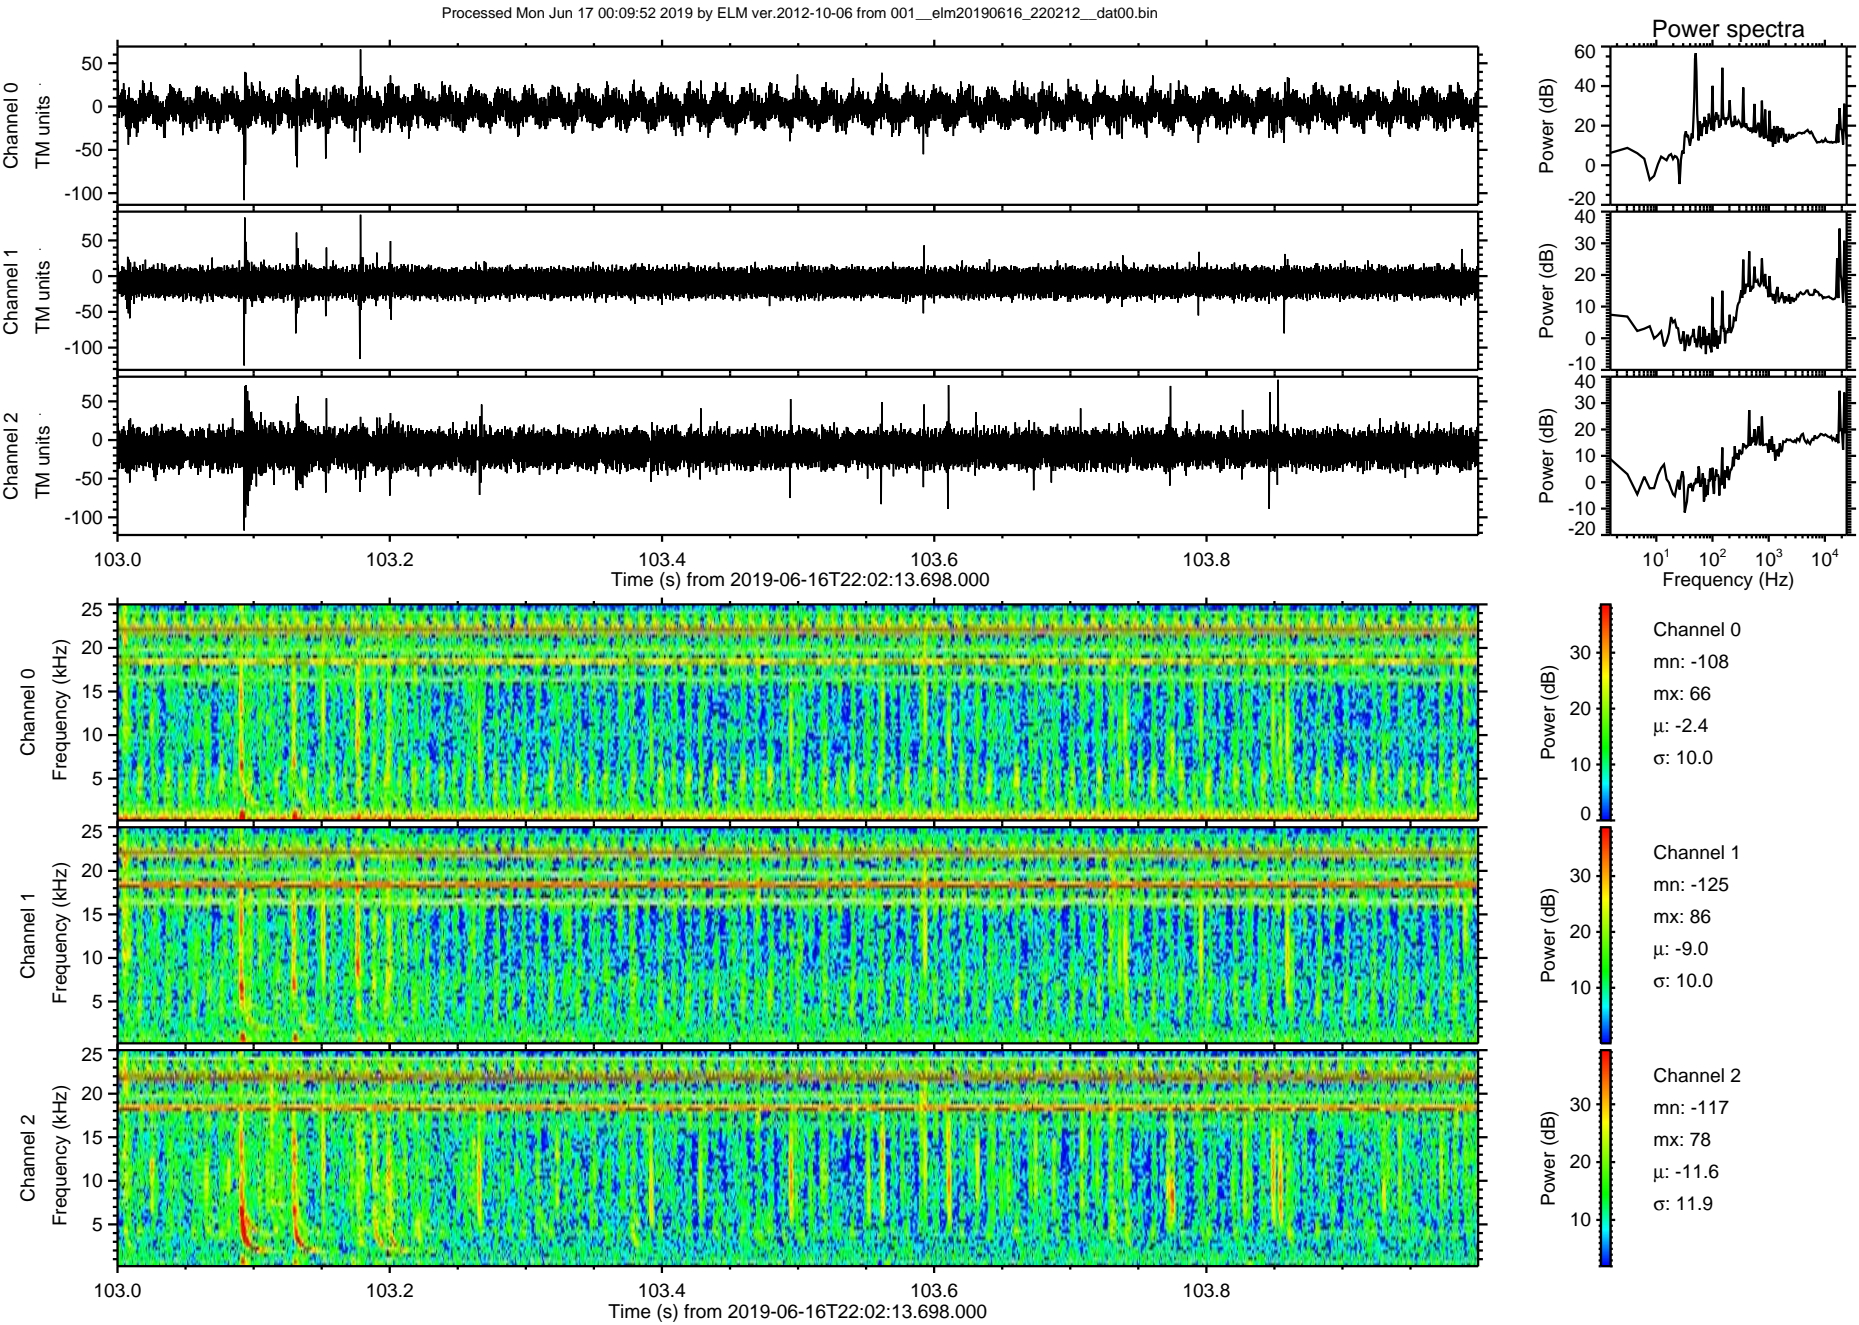 Processed Mon Jun 17 00:09:52 2019 by ELM ver.2012-10-06 from 001__elm20190616_220212__dat00.bin
Power spectra
Channel 0
TM units
50
0
-50
-100
Power (dB)
60
40
20
0
-20
Channel 1
TM units
50
0
-50
-100
Power (dB)
40
30
20
10
0
-10
Channel 2
TM units
50
0
-50
-100
Power (dB)
40
30
20
10
0
-10
-20
103.0 103.2 103.4 103.6 103.8
Time (s) from 2019-06-16T22:02:13.698.000
10¹ 10² 10³ 10⁴
Frequency (Hz)
Channel 0
Frequency (kHz)
25
20
15
10
5
Power (dB)
30
20
10
0
Channel 0
mn: -108
mx: 66
µ: -2.4
σ: 10.0
Channel 1
Frequency (kHz)
25
20
15
10
5
Power (dB)
30
20
10
Channel 1
mn: -125
mx: 86
µ: -9.0
σ: 10.0
Channel 2
Frequency (kHz)
25
20
15
10
5
Power (dB)
30
20
10
Channel 2
mn: -117
mx: 78
µ: -11.6
σ: 11.9
103.0 103.2 103.4 103.6 103.8
Time (s) from 2019-06-16T22:02:13.698.000